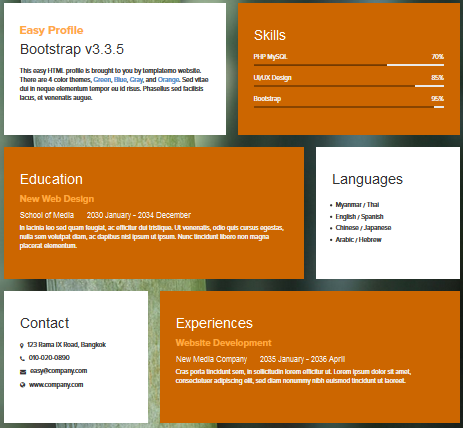 Easy Profile
Bootstrap v3.3.5
This easy HTML profile is brought to you by templatemo website.
There are 4 color themes, Green, Blue, Gray, and Orange. Sed vitae
dui in neque elementum tempor eu id risus. Phasellus sed facilisis
lacus, et venenatis augue.
Skills
PHP MySQL 70%
UI/UX Design 85%
Bootstrap 95%
Education
New Web Design
School of Media 2030 January - 2034 December
In lacinia leo sed quam feugiat, ac efficitur dui tristique. Ut venenatis, odio quis cursus egestas,
nulla sem volutpat diam, ac dapibus nisl ipsum ut ipsum. Nunc tincidunt libero non magna
placerat elementum.
Languages
Myanmar / Thai
English / Spanish
Chinese / Japanese
Arabic / Hebrew
Contact
123 Rama IX Road, Bangkok
010-020-0890
easy@company.com
www.company.com
Experiences
Website Development
New Media Company 2035 January - 2036 April
Cras porta tincidunt sem, in sollicitudin lorem efficitur ut. Lorem ipsum dolor sit amet,
consectetuer adipiscing elit, sed diam nonummy nibh euismod tincidunt ut laoreet.